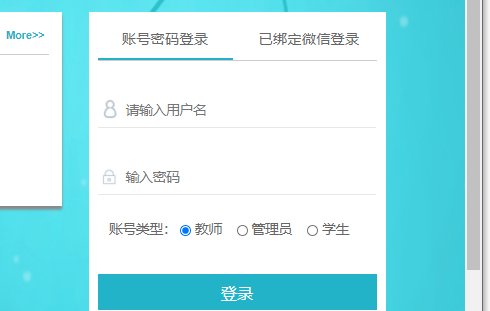 More>>
账号密码登录 已绑定微信登录
请输入用户名
输入密码
账号类型: 教师 管理员 学生
登录